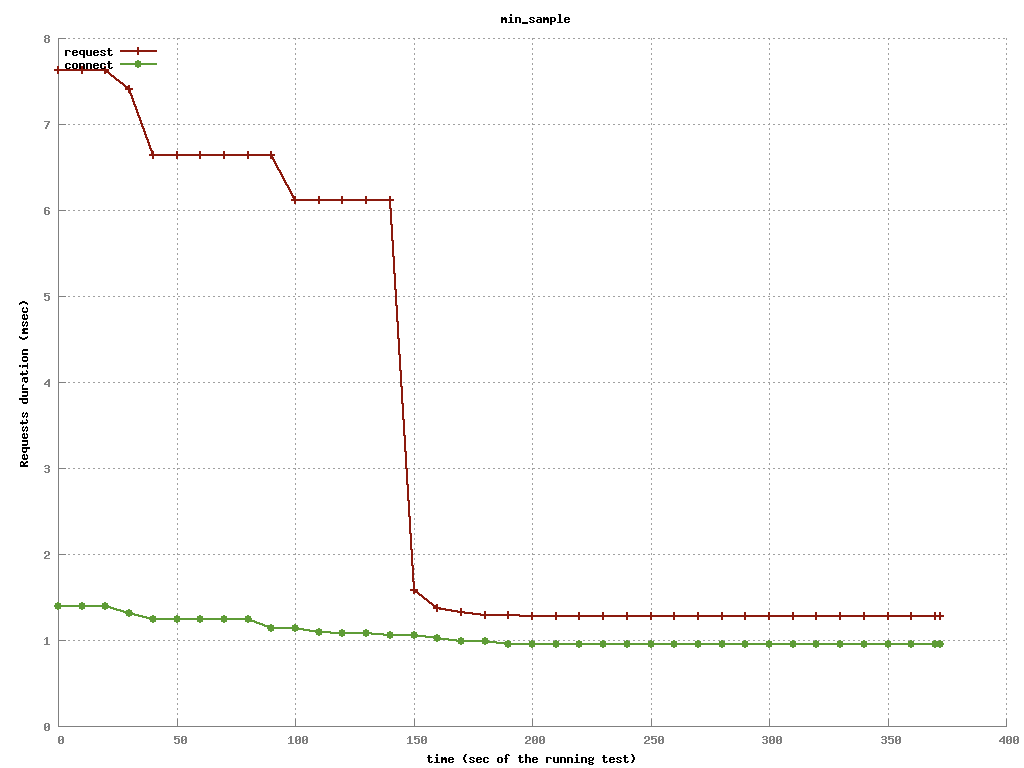 min_sample
8
request
connect
7
6
5
4
3
2
1
0
Requests duration (msec)
0 50 100 150 200 250 300 350 400
time (sec of the running test)